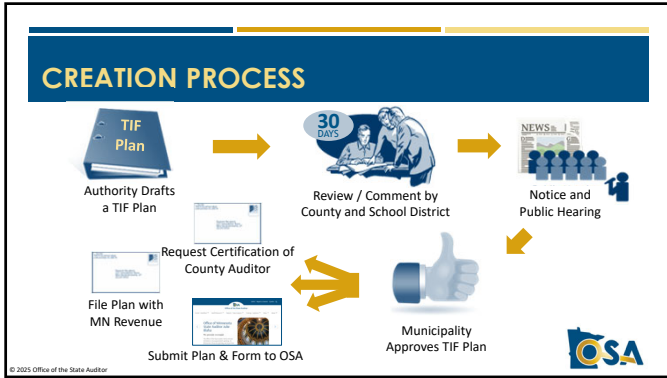 CREATION PROCESS
TIF
Plan
Authority Drafts
a TIF Plan
30
DAYS
Review / Comment by
County and School District
NEWS
Notice and
Public Hearing
Municipality
Approves TIF Plan
Request Certification of
County Auditor
File Plan with
MN Revenue
Submit Plan & Form to OSA
OSA
© 2025 Office of the State Auditor